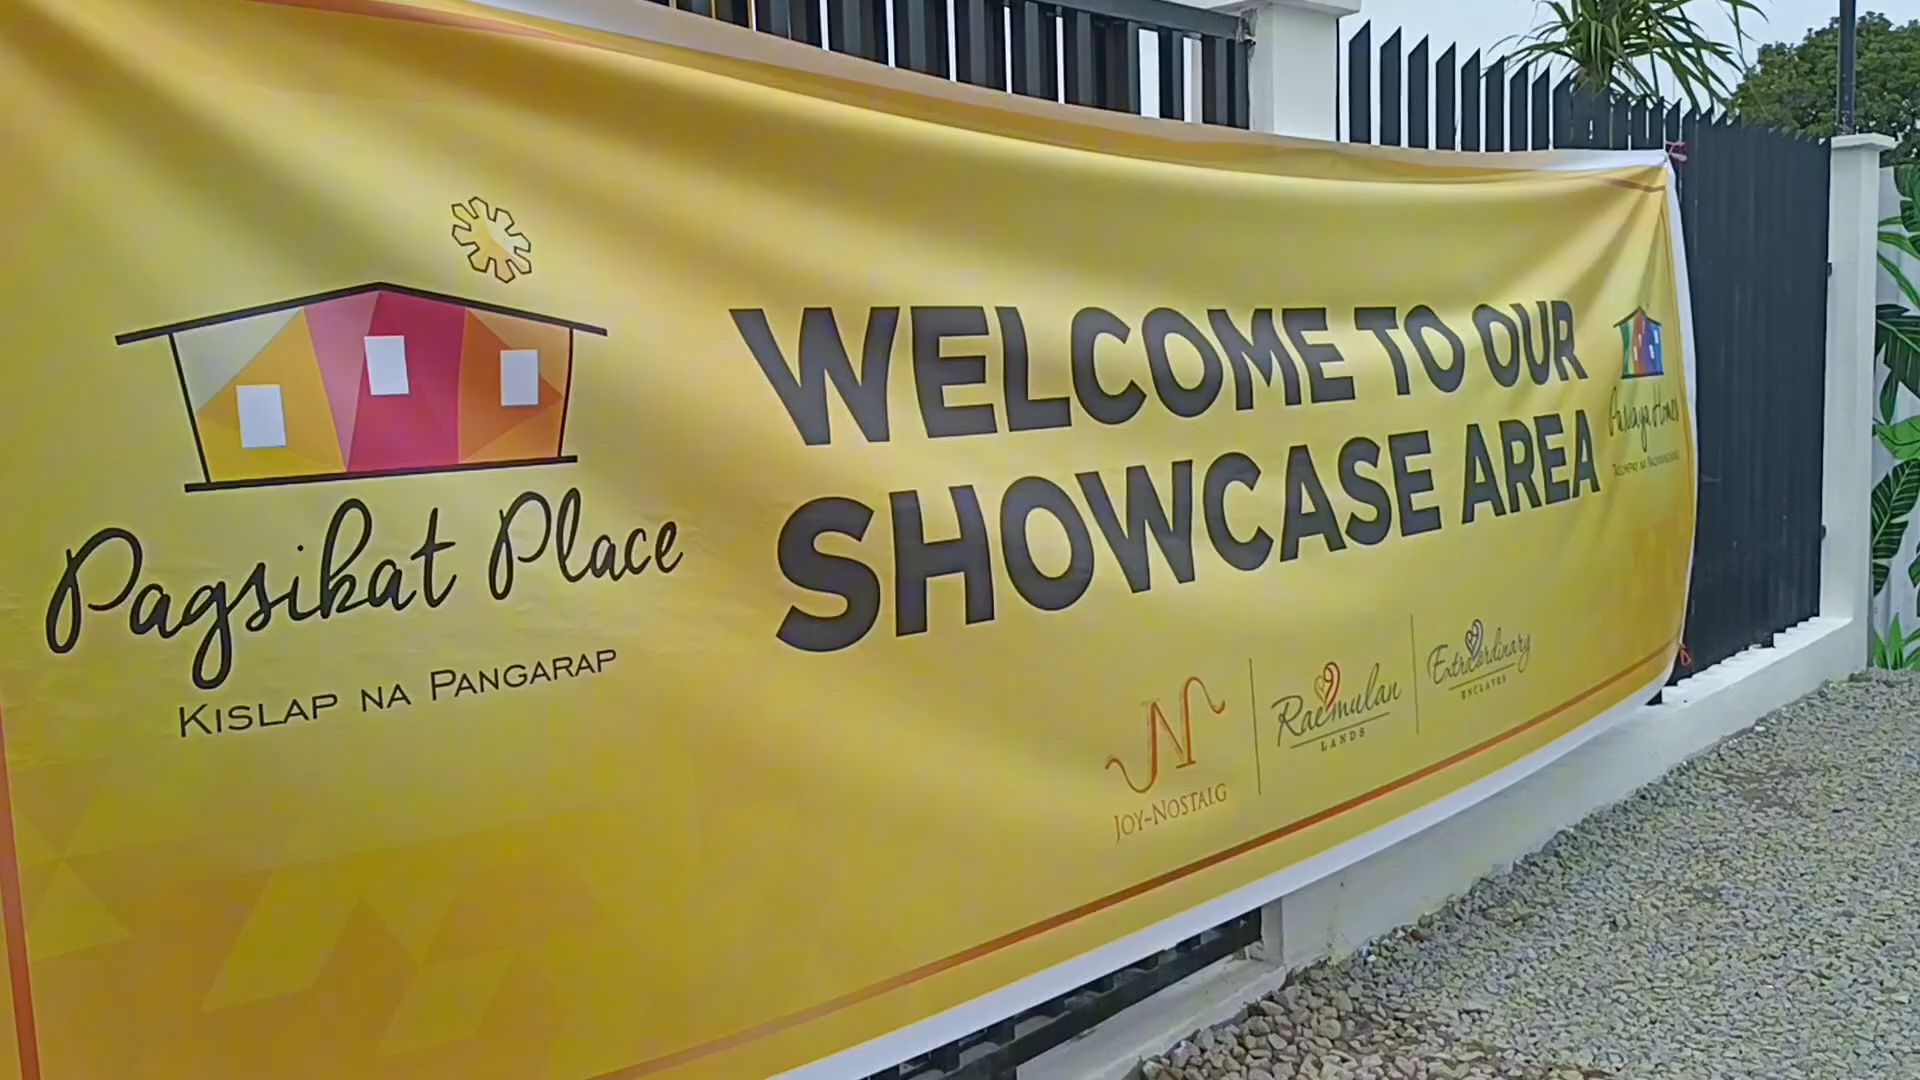 Pagsikat Place
KISLAP NA PANGARAP
WELCOME TO OUR
SHOWCASE AREA
JOY-NOSTALG
Raemulan
LANDS
Extraordinary
ENCLAVES